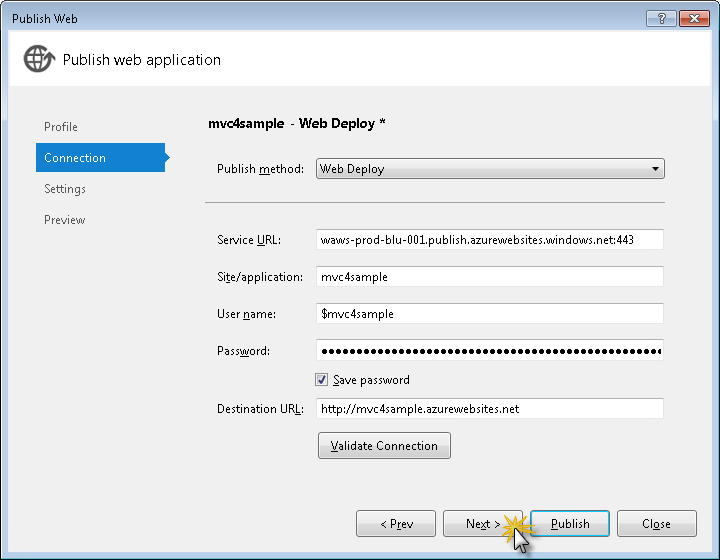 Publish Web
?
Publish web application
Profile
Connection
Settings
Preview
mvc4sample - Web Deploy *
Publish method: Web Deploy
Service URL: waws-prod-blu-001.publish.azurewebsites.windows.net:443
Site/application: mvc4sample
User name: $mvc4sample
Password: ●●●●●●●●●●●●●●●●●●●●●●●●●●●●●●●●●●●●●●●●●●●●●●●●
Save password
Destination URL: http://mvc4sample.azurewebsites.net
Validate Connection
< Prev Next > Publish Close